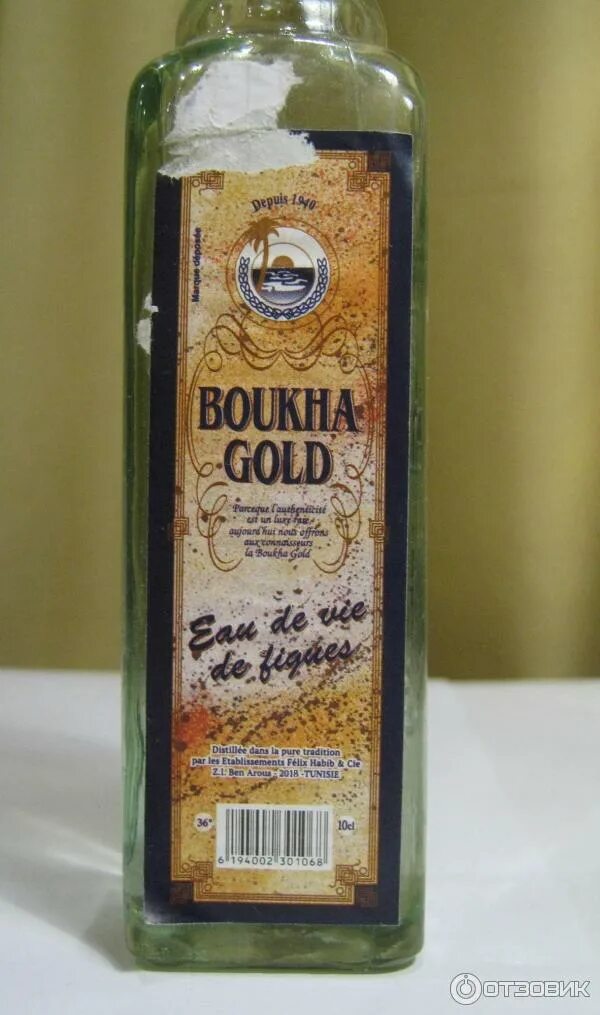 Depuis 1940
Marque déposée
BOUKHA
GOLD
Parceque l'authenticité
est un luxe rare
aujourd'hui nous offrons
aux connaisseurs
la Boukha Gold
Eau de vie
de figues
Distillée dans la pure tradition
par les Etablissements Félix Habib & Cie
Z.I. Ben Arous - 2018 -TUNISIE
36°
10cl
6 194002 301068
ОТЗОВИК